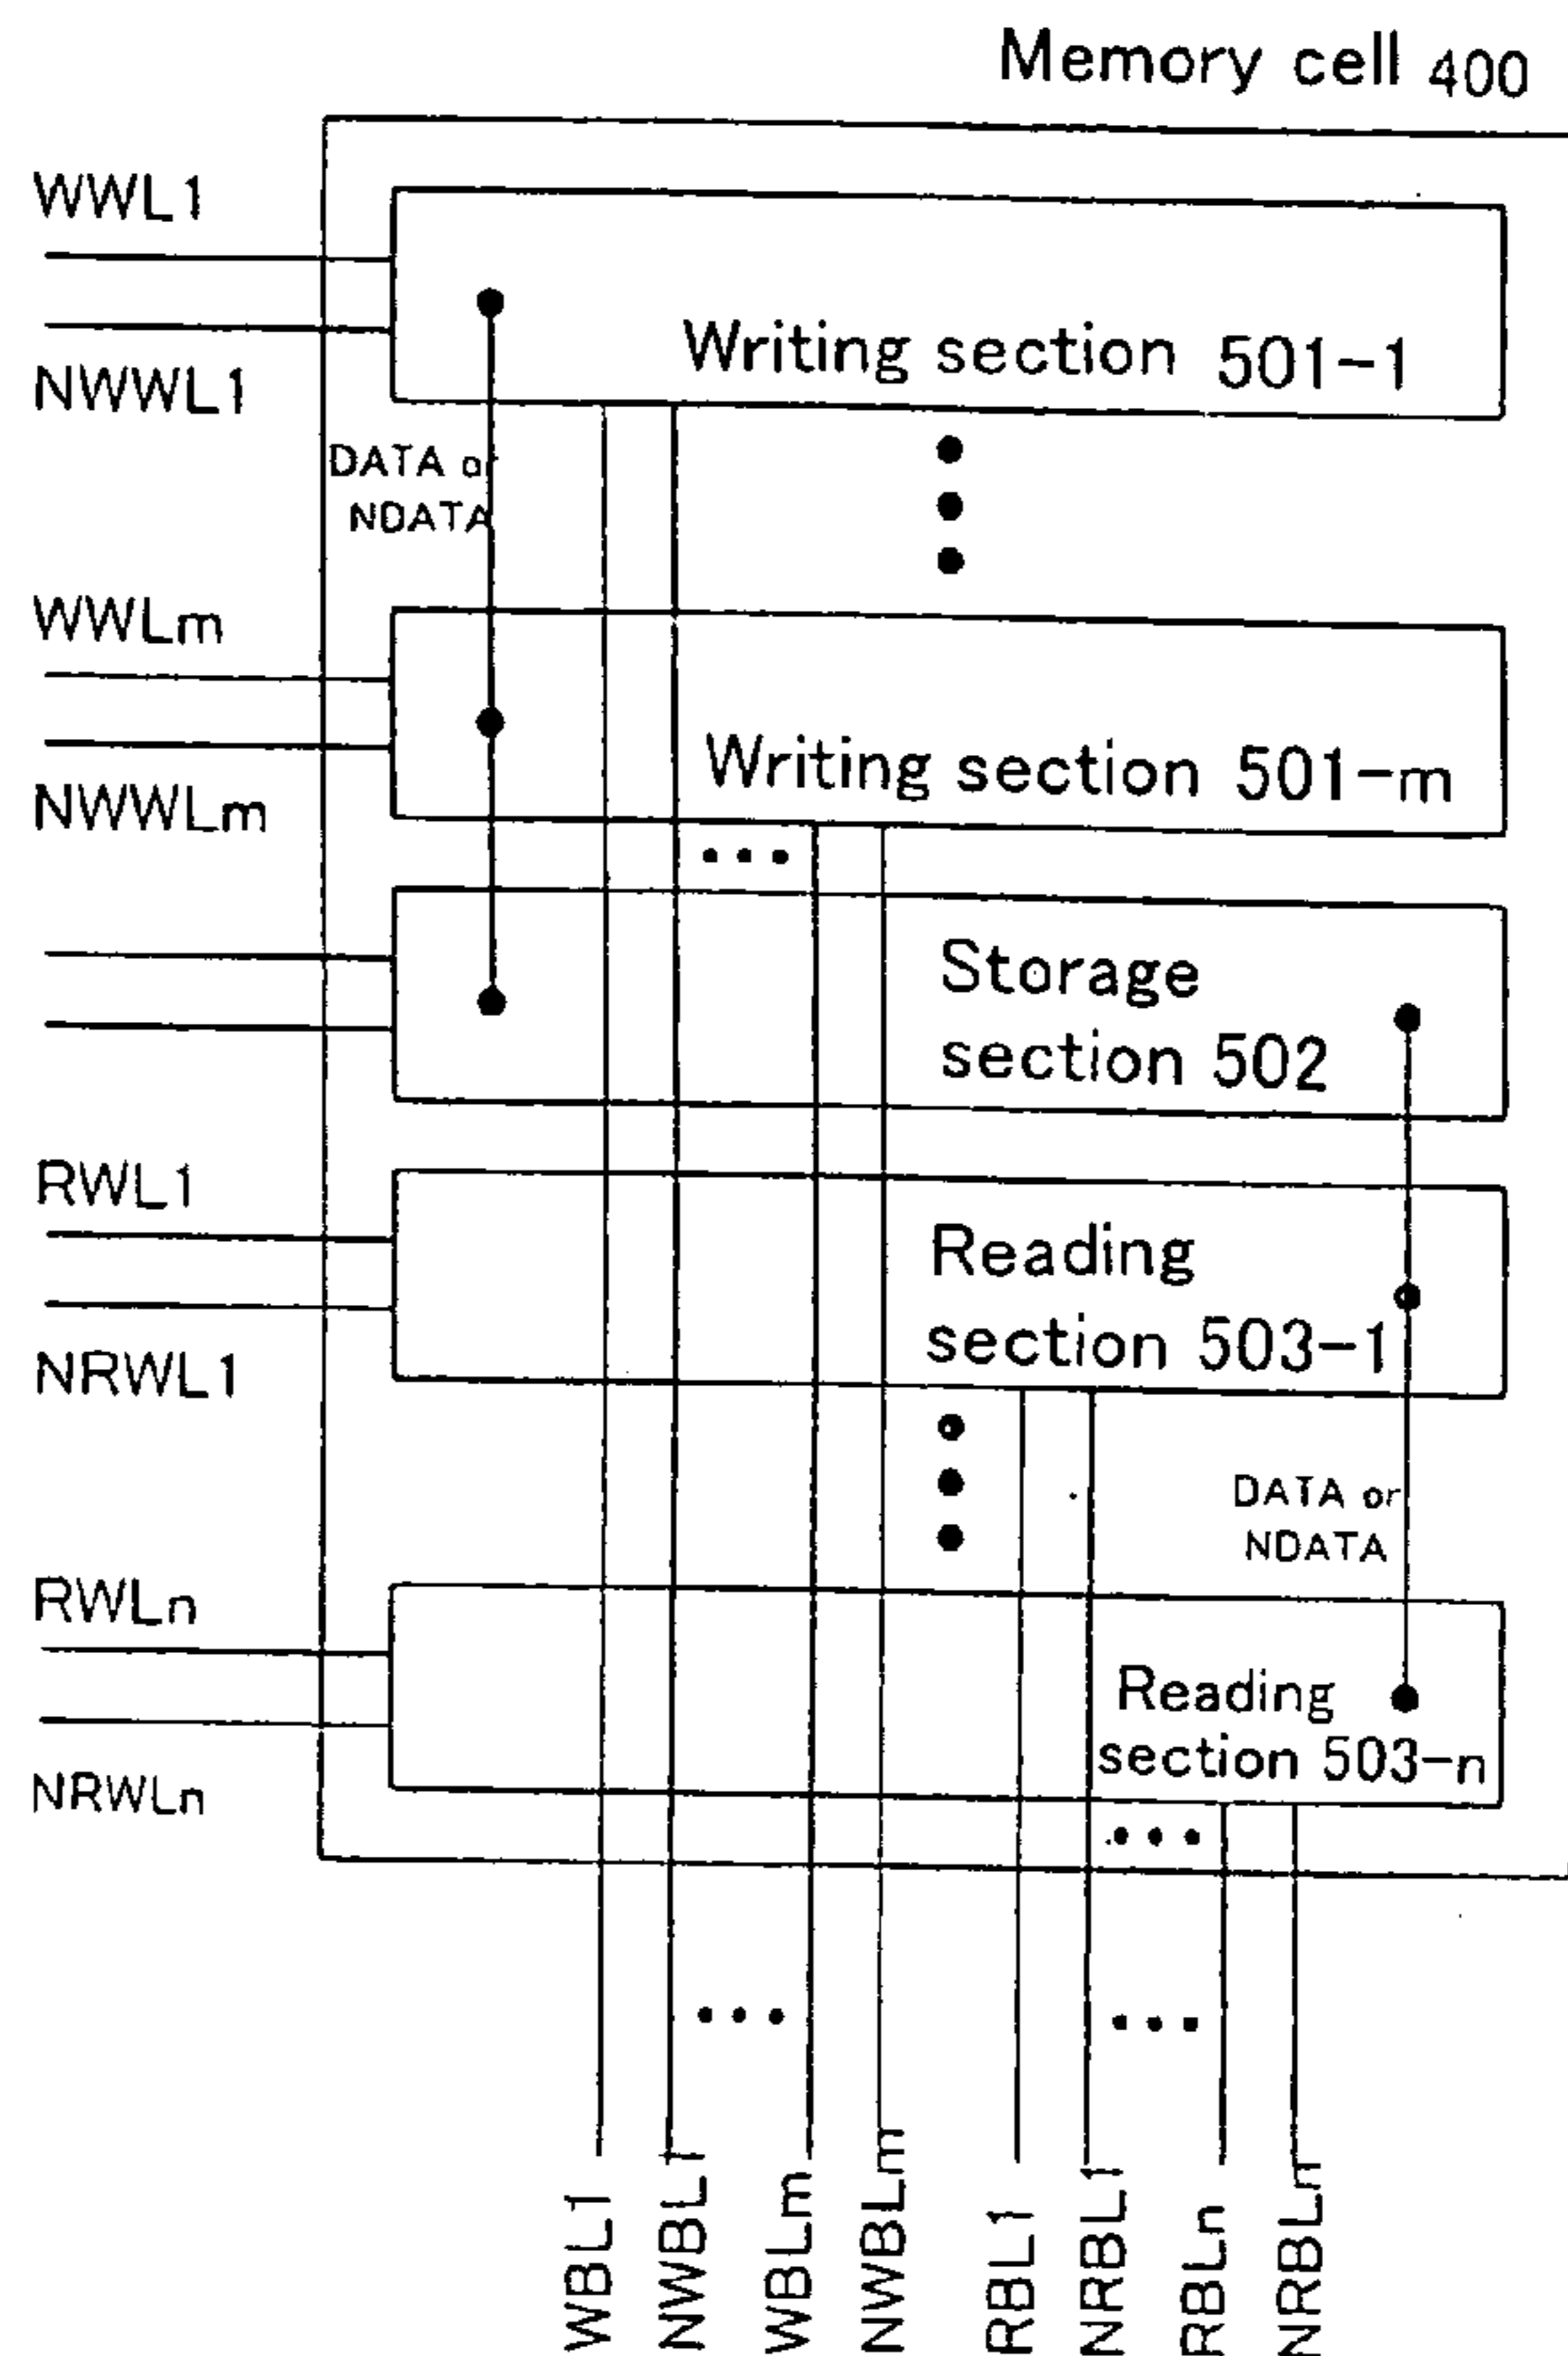 Memory cell 400
WWL1
NWWL1
Writing section 501-1
DATA or
NDATA
WWLm
NWWLm
Writing section 501-m
Storage
section 502
RWL1
NRWL1
Reading
section 503-1
DATA or
NDATA
RWLn
NRWLn
Reading
section 503-n
WBL1
NWBL1
WBLm
NWBLm
RBL1
NRBL1
RBLn
NRBLn